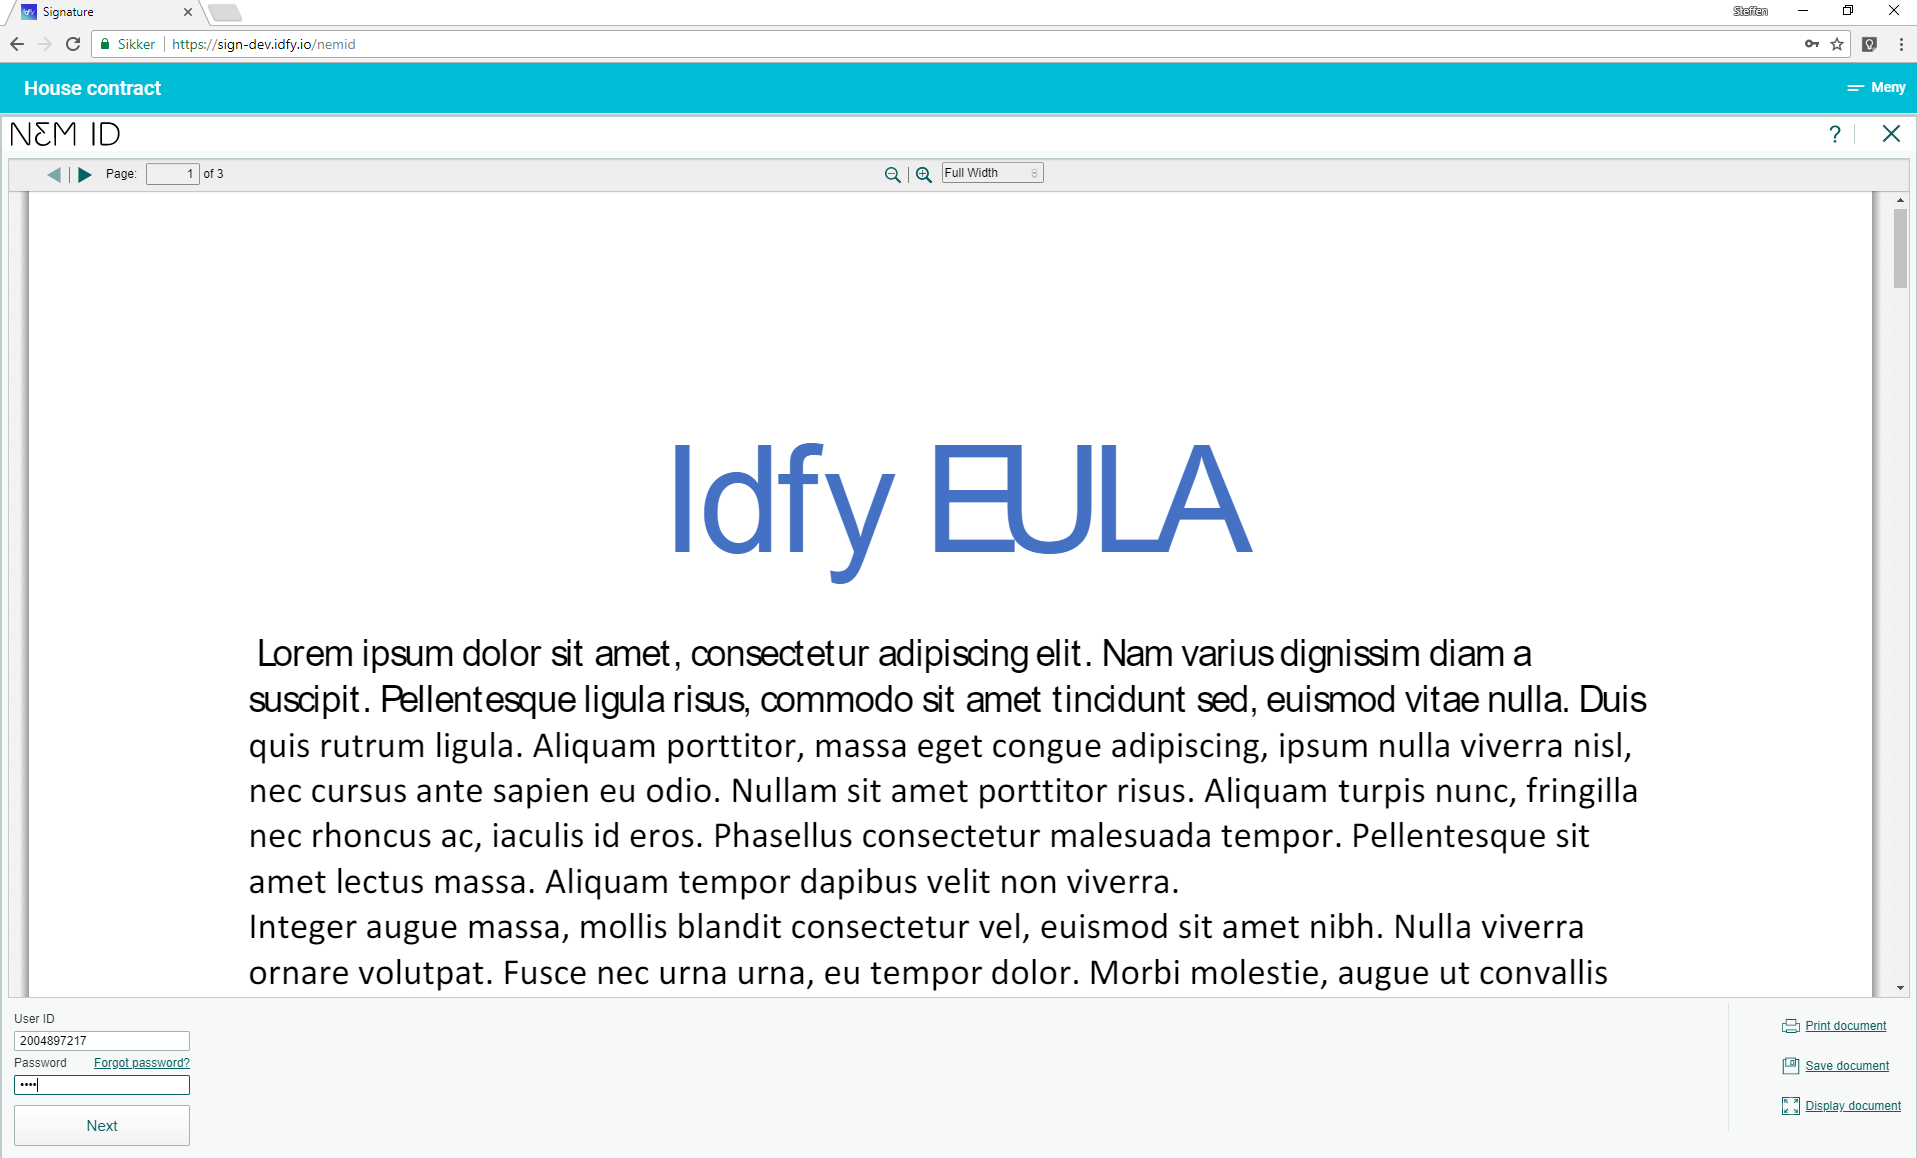 Signature
Steffen
Sikker https://sign-dev.idfy.io/nemid
House contract
Meny
NEM ID
?
Page: 1 of 3
Full Width
Idfy EULA
Lorem ipsum dolor sit amet, consectetur adipiscing elit. Nam varius dignissim diam a
suscipit. Pellentesque ligula risus, commodo sit amet tincidunt sed, euismod vitae nulla. Duis
quis rutrum ligula. Aliquam porttitor, massa eget congue adipiscing, ipsum nulla viverra nisl,
nec cursus ante sapien eu odio. Nullam sit amet porttitor risus. Aliquam turpis nunc, fringilla
nec rhoncus ac, iaculis id eros. Phasellus consectetur malesuada tempor. Pellentesque sit
amet lectus massa. Aliquam tempor dapibus velit non viverra.
Integer augue massa, mollis blandit consectetur vel, euismod sit amet nibh. Nulla viverra
ornare volutpat. Fusce nec urna urna, eu tempor dolor. Morbi molestie, augue ut convallis
User ID
2004897217
Password Forgot password?
••••
Next
Print document
Save document
Display document